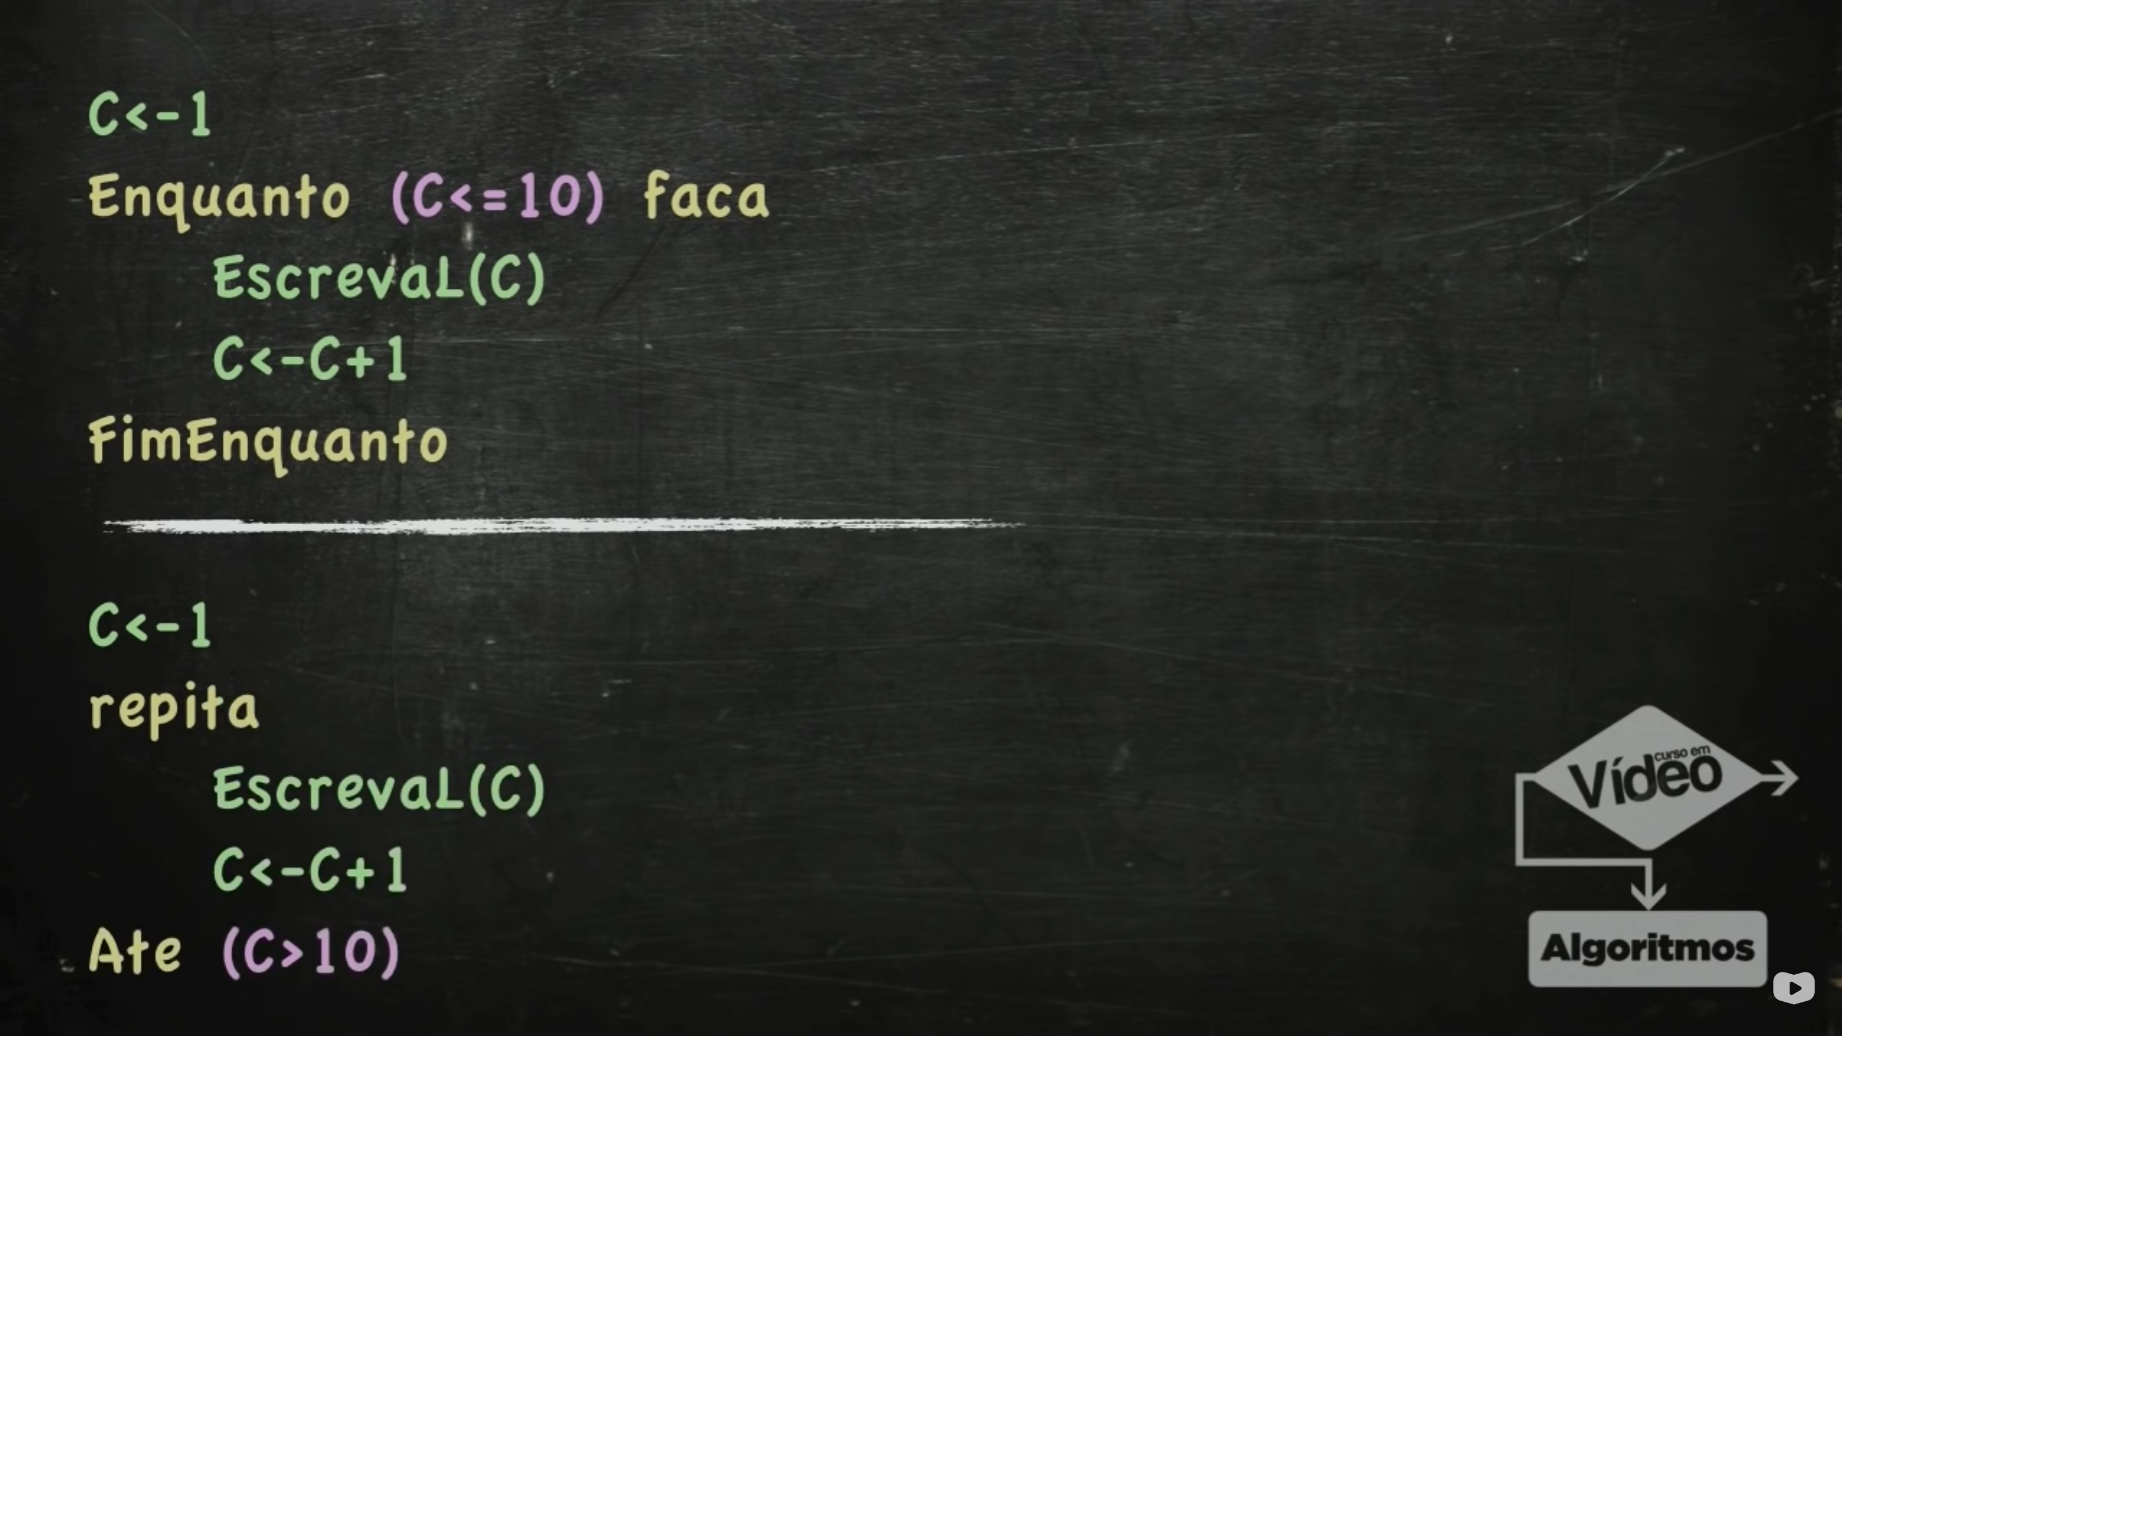 C<-1
Enquanto (C<=10) faca
EscrevaL(C)
C<-C+1
FimEnquanto
C<-1
repita
EscrevaL(C)
C<-C+1
Ate (C>10)
curso em
Vídeo
Algoritmos